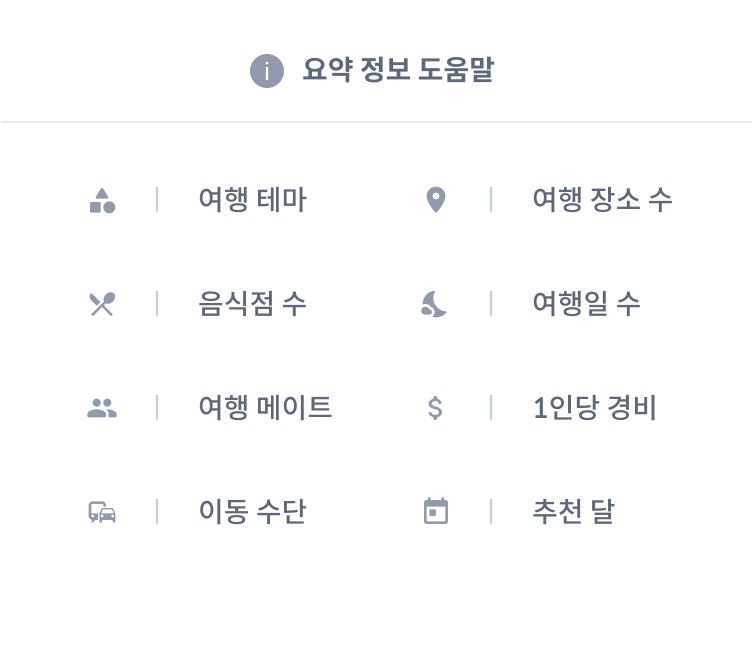 요약 정보 도움말
여행 테마
여행 장소 수
음식점 수
여행일 수
여행 메이트
1인당 경비
이동 수단
추천 달